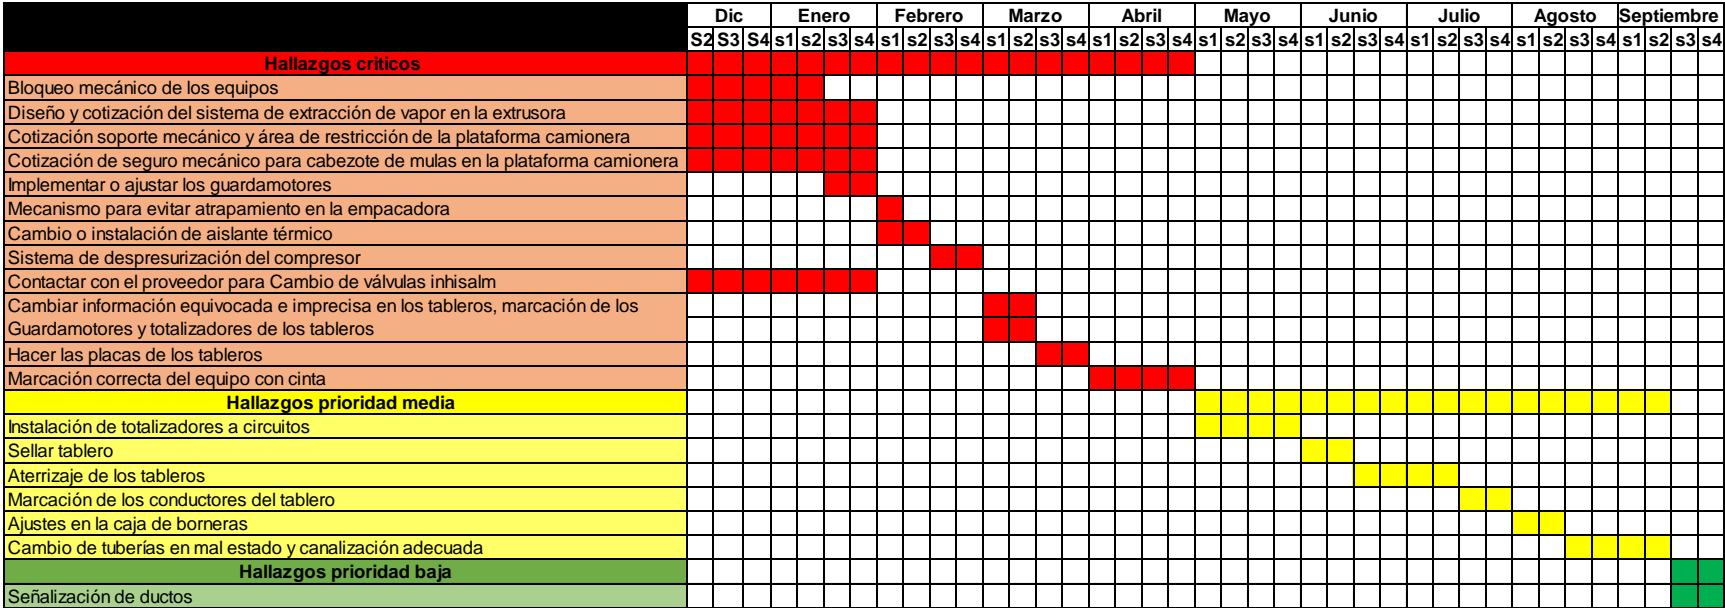 Dic Enero Febrero Marzo Abril Mayo Junio Julio Agosto Septiembre
S2 S3 S4 s1 s2 s3 s4 s1 s2 s3 s4 s1 s2 s3 s4 s1 s2 s3 s4 s1 s2 s3 s4 s1 s2 s3 s4 s1 s2 s3 s4 s1 s2 s3 s4 s1 s2 s3 s4
Hallazgos criticos
Bloqueo mecánico de los equipos
Diseño y cotización del sistema de extracción de vapor en la extrusora
Cotización soporte mecánico y área de restricción de la plataforma camionera
Cotización de seguro mecánico para cabezote de mulas en la plataforma camionera
Implementar o ajustar los guardamotores
Mecanismo para evitar atrapamiento en la empacadora
Cambio o instalación de aislante térmico
Sistema de despresurización del compresor
Contactar con el proveedor para Cambio de válvulas inhisalm
Cambiar información equivocada e imprecisa en los tableros, marcación de los
Guardamotores y totalizadores de los tableros
Hacer las placas de los tableros
Marcación correcta del equipo con cinta
Hallazgos prioridad media
Instalación de totalizadores a circuitos
Sellar tablero
Aterrizaje de los tableros
Marcación de los conductores del tablero
Ajustes en la caja de borneras
Cambio de tuberías en mal estado y canalización adecuada
Hallazgos prioridad baja
Señalización de ductos